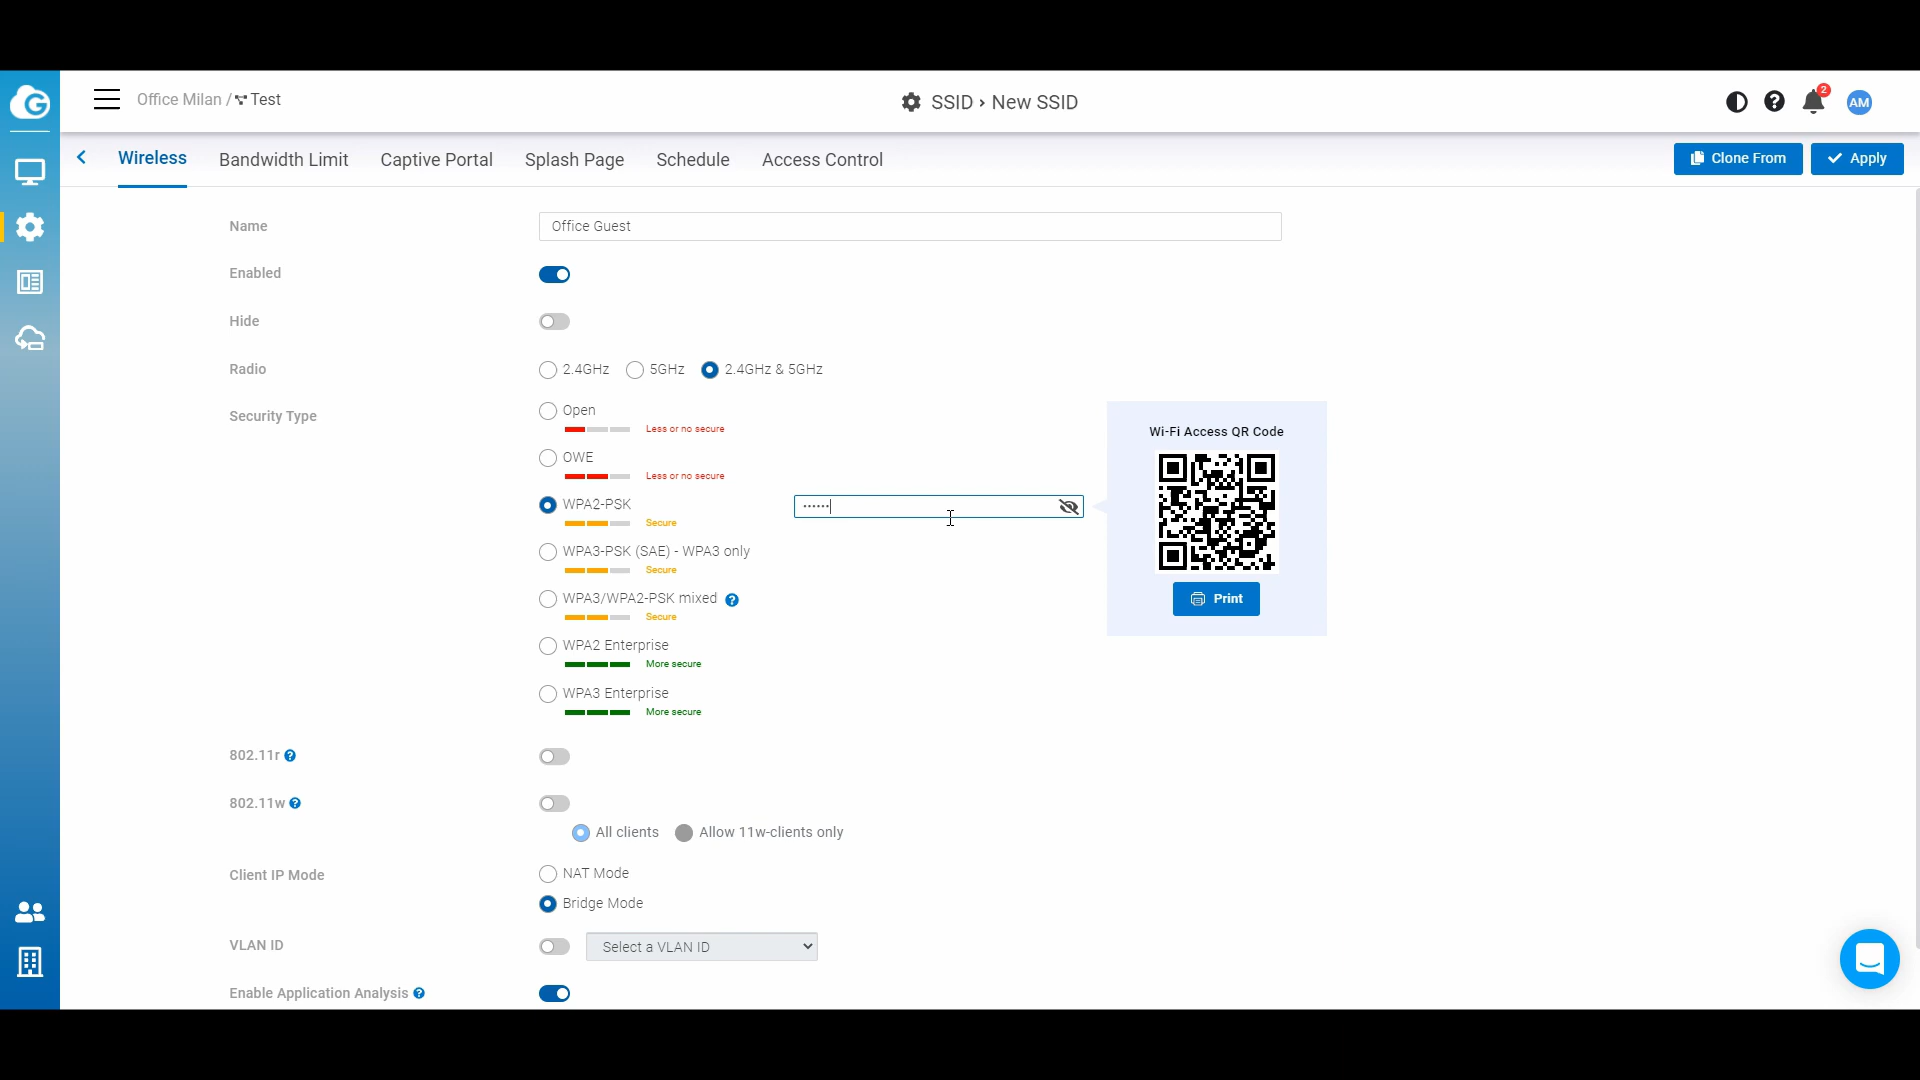 Office Milan / Test
SSID › New SSID
2
AM
Wireless
Bandwidth Limit
Captive Portal
Splash Page
Schedule
Access Control
Clone From
Apply
Name
Office Guest
Enabled
Hide
Radio
2.4GHz
5GHz
2.4GHz & 5GHz
Security Type
Open
Less or no secure
OWE
Less or no secure
WPA2-PSK
••••••
Secure
WPA3-PSK (SAE) - WPA3 only
Secure
WPA3/WPA2-PSK mixed
Secure
WPA2 Enterprise
More secure
WPA3 Enterprise
More secure
Wi-Fi Access QR Code
Print
802.11r
802.11w
All clients
Allow 11w-clients only
Client IP Mode
NAT Mode
Bridge Mode
VLAN ID
Select a VLAN ID
Enable Application Analysis